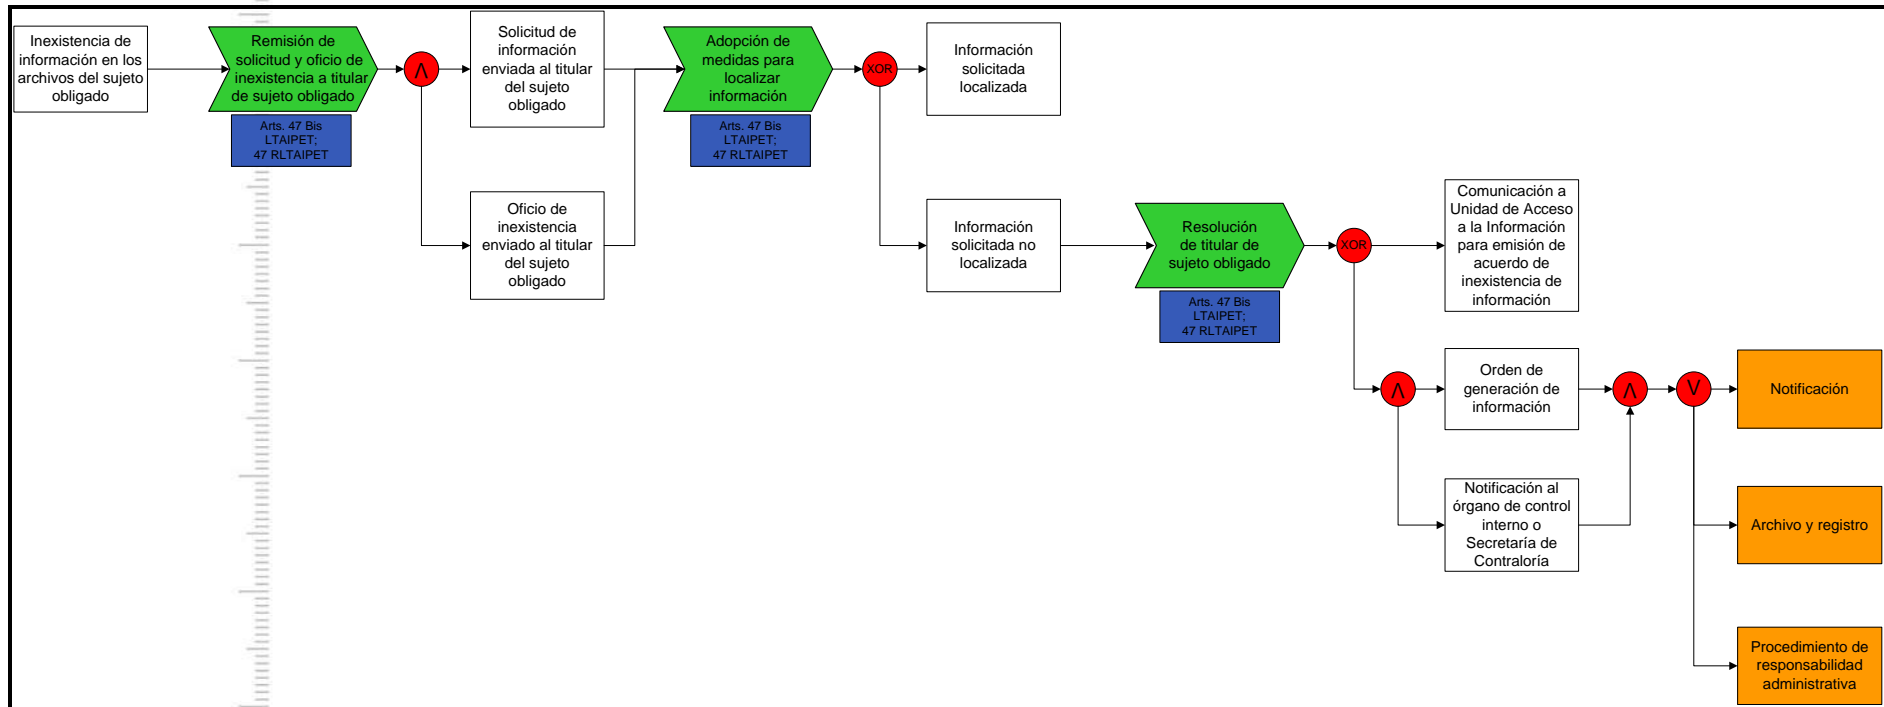 Inexistencia de
información en los
archivos del sujeto
obligado
Remisión de
solicitud y oficio de
inexistencia a titular
de sujeto obligado
Arts. 47 Bis
LTAIPET;
47 RLTAIPET
Λ
Solicitud de
información
enviada al titular
del sujeto
obligado
Oficio de
inexistencia
enviado al titular
del sujeto
obligado
Adopción de
medidas para
localizar
información
Arts. 47 Bis
LTAIPET;
47 RLTAIPET
XOR
Información
solicitada
localizada
Información
solicitada no
localizada
Resolución
de titular de
sujeto obligado
Arts. 47 Bis
LTAIPET;
47 RLTAIPET
XOR
Comunicación a
Unidad de Acceso
a la Información
para emisión de
acuerdo de
inexistencia de
información
Λ
Orden de
generación de
información
Notificación al
órgano de control
interno o
Secretaría de
Contraloría
Λ
V
Notificación
Archivo y registro
Procedimiento de
responsabilidad
administrativa